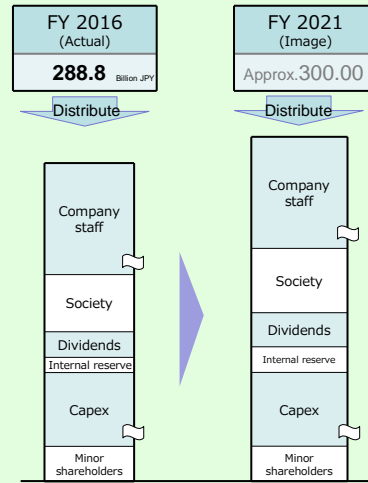 FY 2016
(Actual)
288.8 Billion JPY
Distribute
Company
staff
Society
Dividends
Internal reserve
Capex
Minor
shareholders
FY 2021
(Image)
Approx.300.00
Distribute
Company
staff
Society
Dividends
Internal reserve
Capex
Minor
shareholders